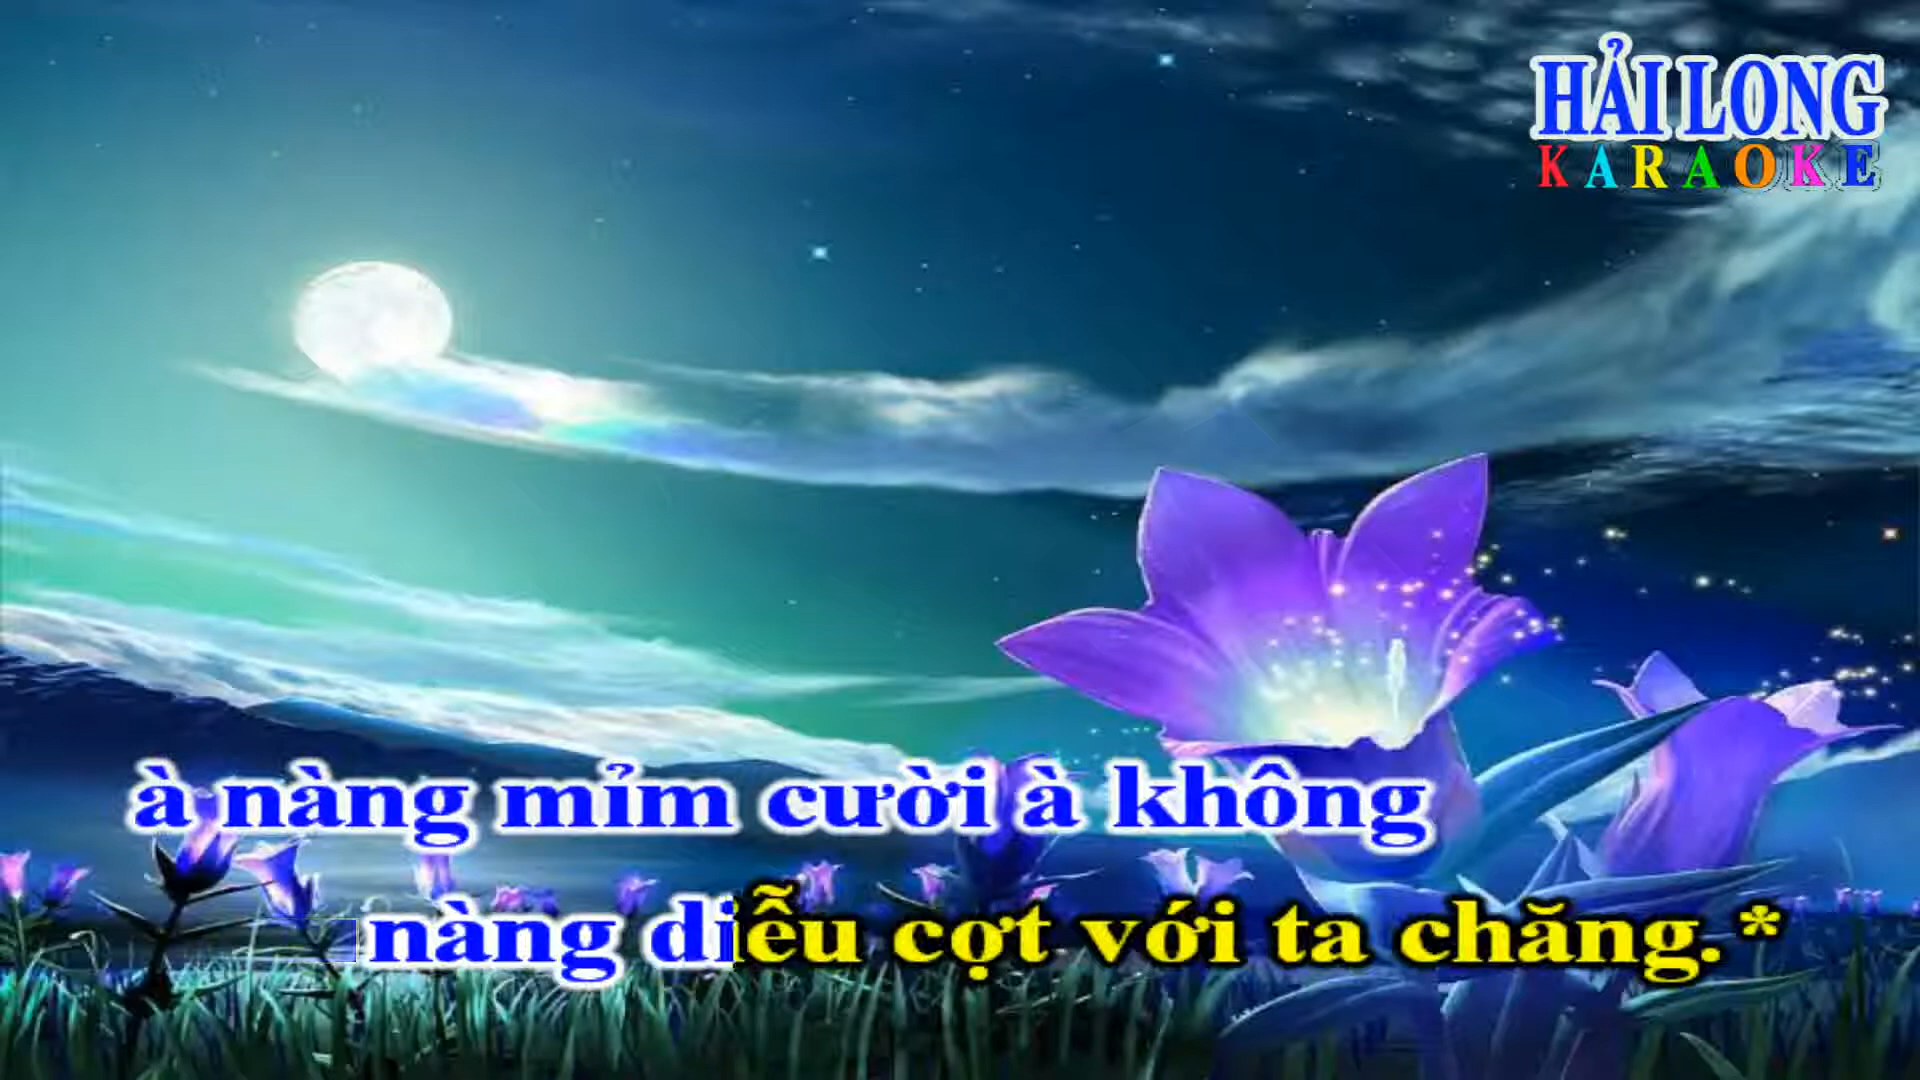 HẢI LONG
KARAOKE
à nàng mỉm cười à không
nàng diễu cợt với ta chăng.*